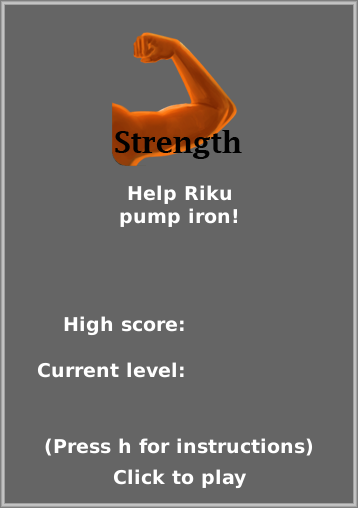 Strength
Help Riku
pump iron!
High score:
Current level:
(Press h for instructions)
Click to play